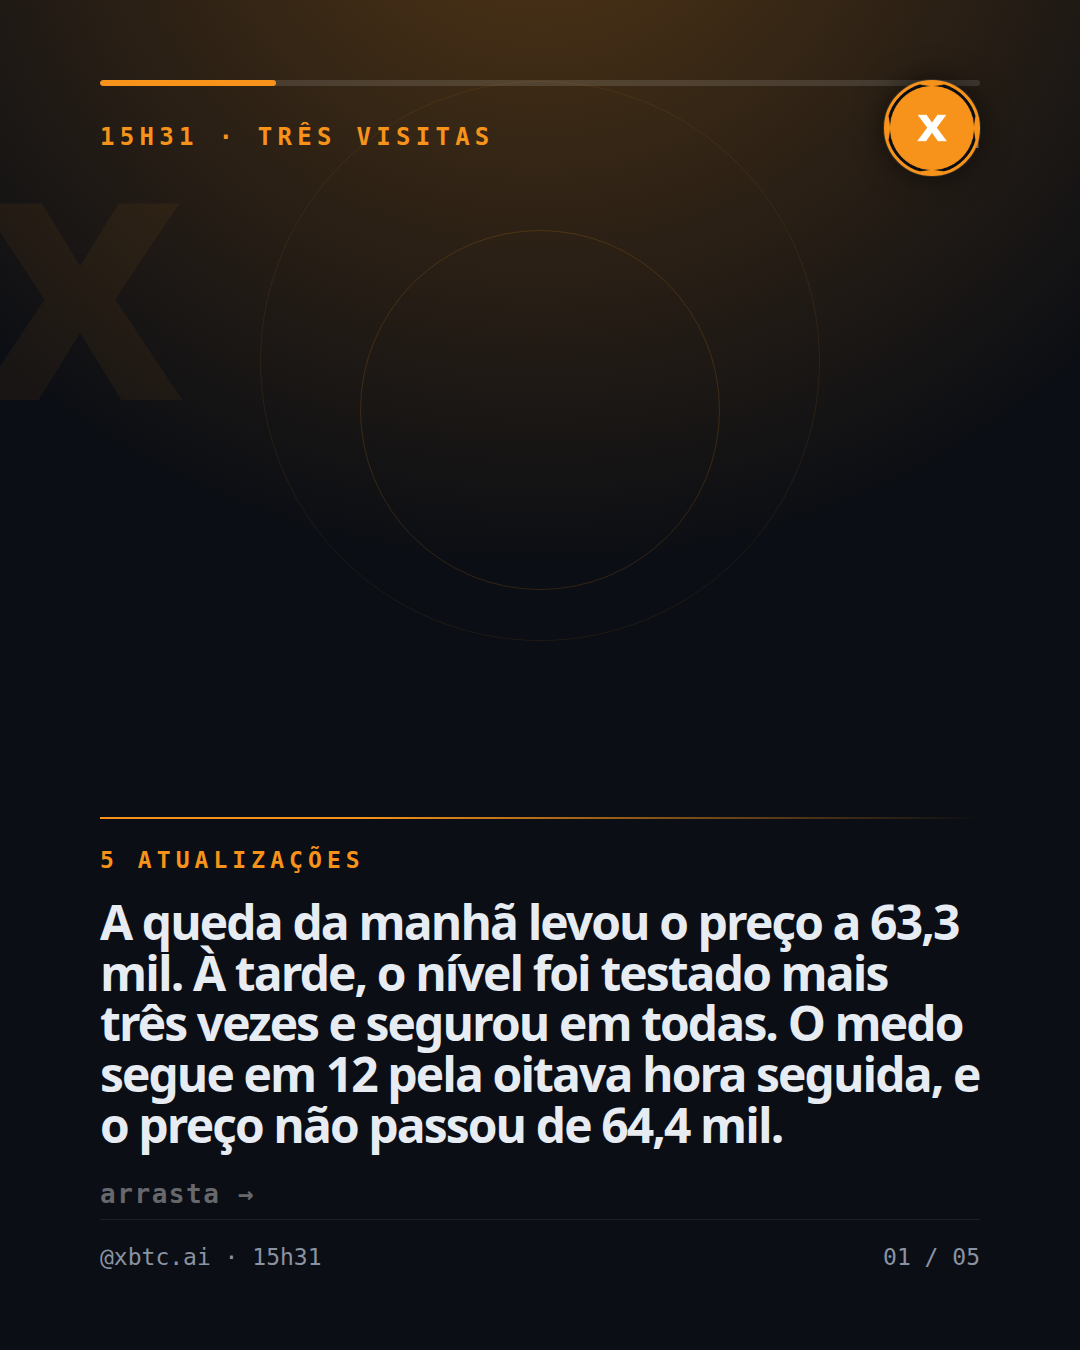 15H31 · TRÊS VISITAS
x
x
5 ATUALIZAÇÕES
A queda da manhã levou o preço a 63,3
mil. À tarde, o nível foi testado mais
três vezes e segurou em todas. O medo
segue em 12 pela oitava hora seguida, e
o preço não passou de 64,4 mil.
arrasta →
@xbtc.ai · 15h31
01 / 05